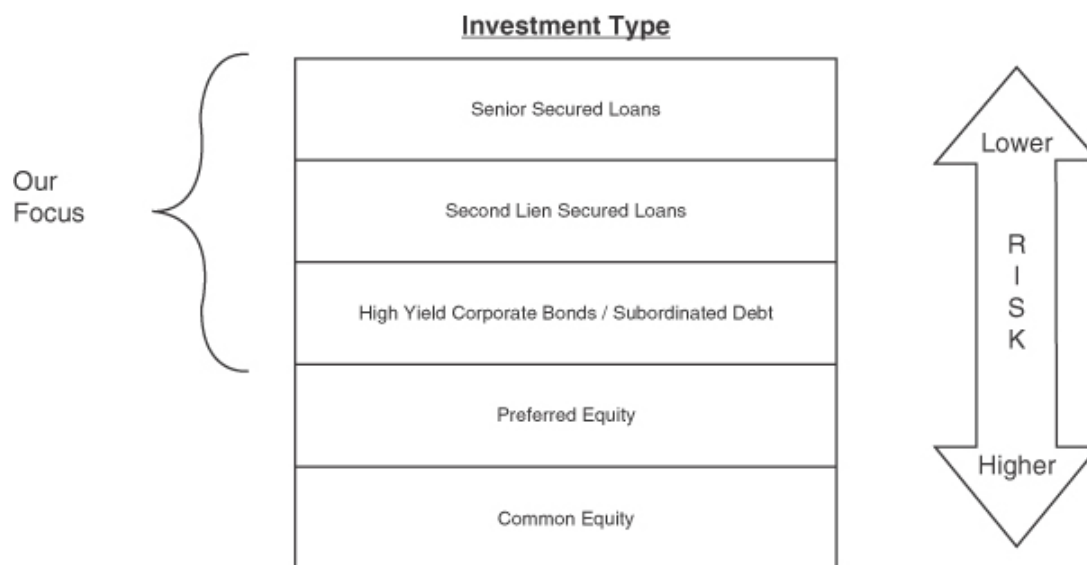 Investment Type
Senior Secured Loans
Our
Focus
Second Lien Secured Loans
High Yield Corporate Bonds / Subordinated Debt
Preferred Equity
Common Equity
Lower
R
I
S
K
Higher